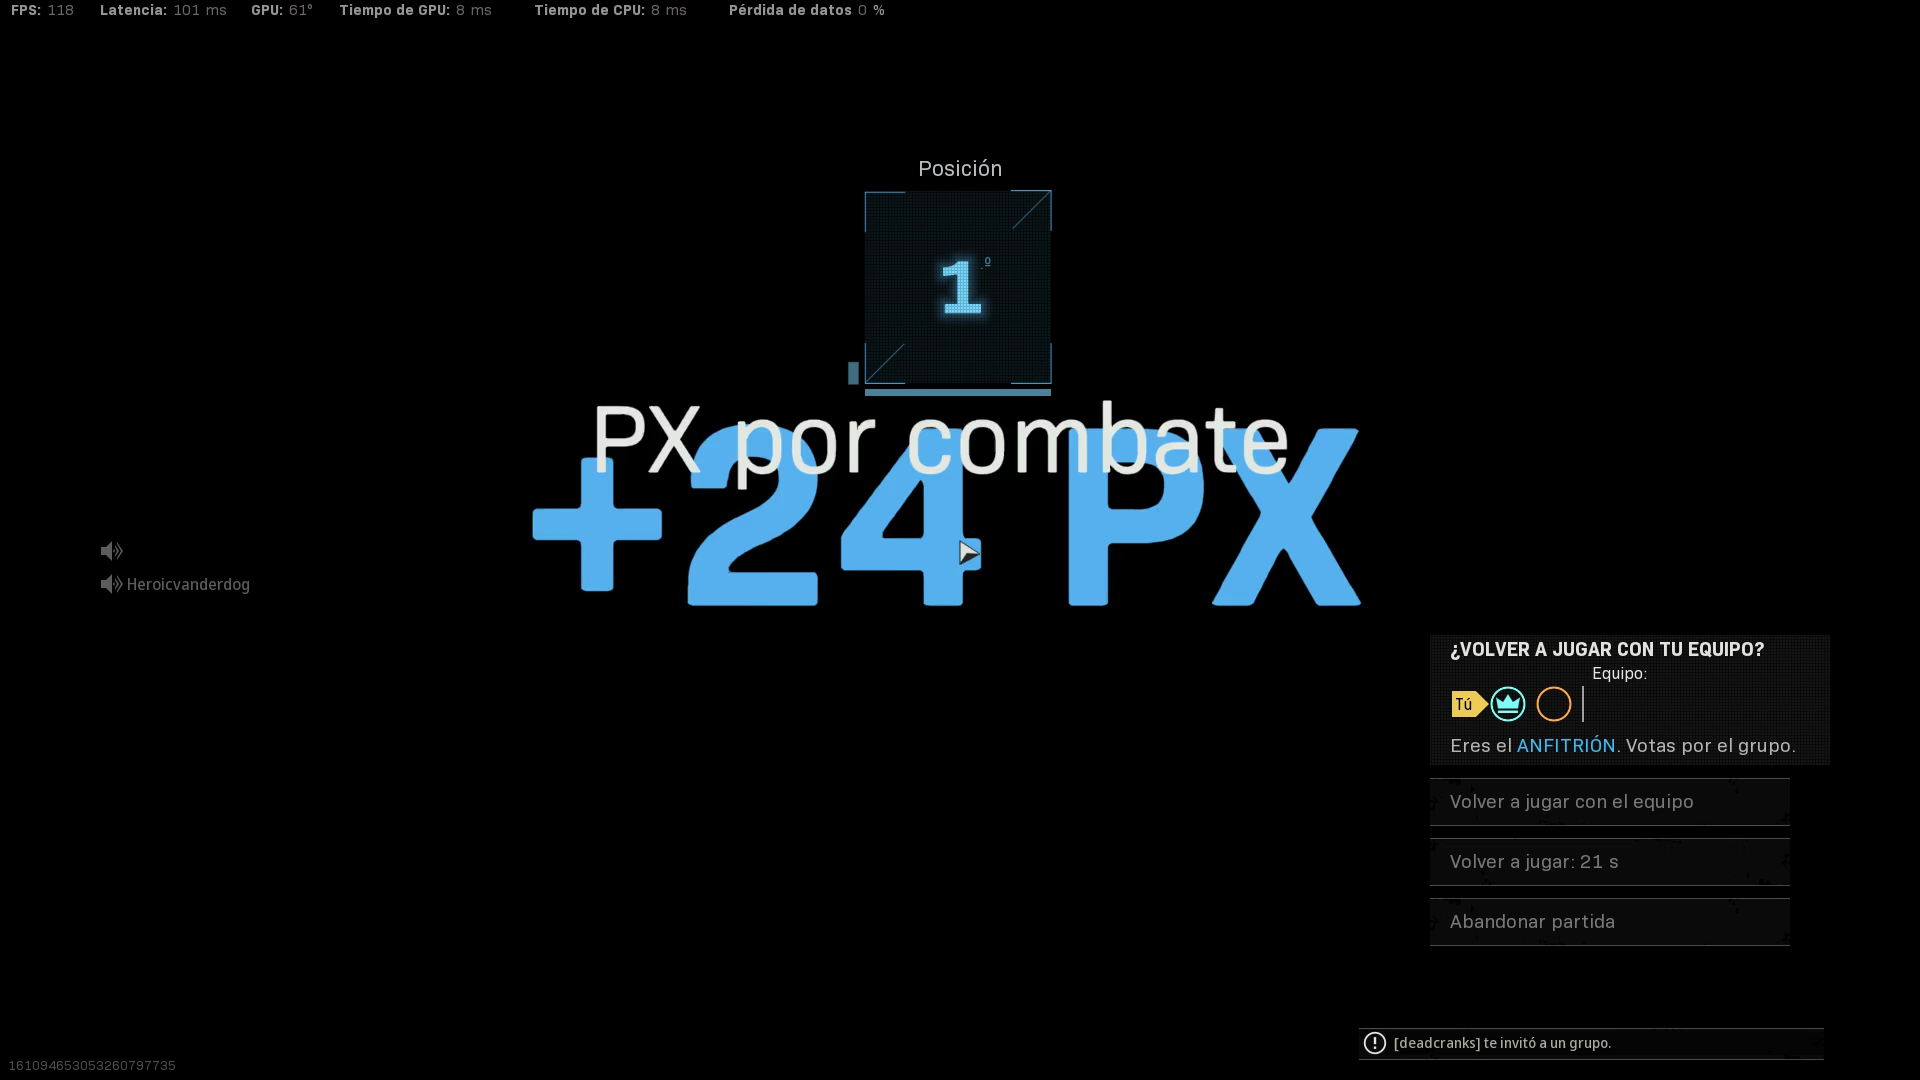 FPS: 118 Latencia: 101 ms GPU: 61° Tiempo de GPU: 8 ms Tiempo de CPU: 8 ms Pérdida de datos 0 %
Posición
1.º
PX por combate
+24 PX
Heroicvanderdog
¿VOLVER A JUGAR CON TU EQUIPO?
Equipo:
Tú
Eres el ANFITRIÓN. Votas por el grupo.
Volver a jugar con el equipo
Volver a jugar: 21 s
Abandonar partida
[deadcranks] te invitó a un grupo.
161094653053260797735